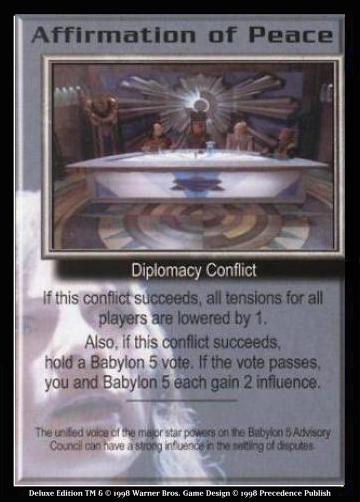 Affirmation of Peace
Diplomacy Conflict
If this conflict succeeds, all tensions for all
players are lowered by 1.
Also, if this conflict succeeds,
hold a Babylon 5 vote. If the vote passes,
you and Babylon 5 each gain 2 influence.
The unified voice of the major star powers on the Babylon 5 Advisory
Council can have a strong influence in the settling of disputes.
Deluxe Edition TM & © 1998 Warner Bros. Game Design © 1998 Precedence Publish